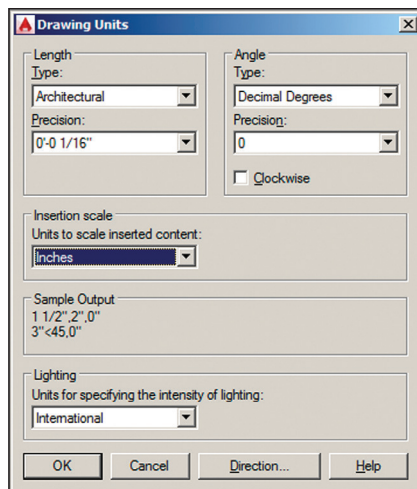 Drawing Units
Length
Type:
Architectural
Precision:
0'-0 1/16"
Angle
Type:
Decimal Degrees
Precision:
0
Clockwise
Insertion scale
Units to scale inserted content:
Inches
Sample Output
1 1/2",2",0"
3"<45,0"
Lighting
Units for specifying the intensity of lighting:
International
OK
Cancel
Direction...
Help